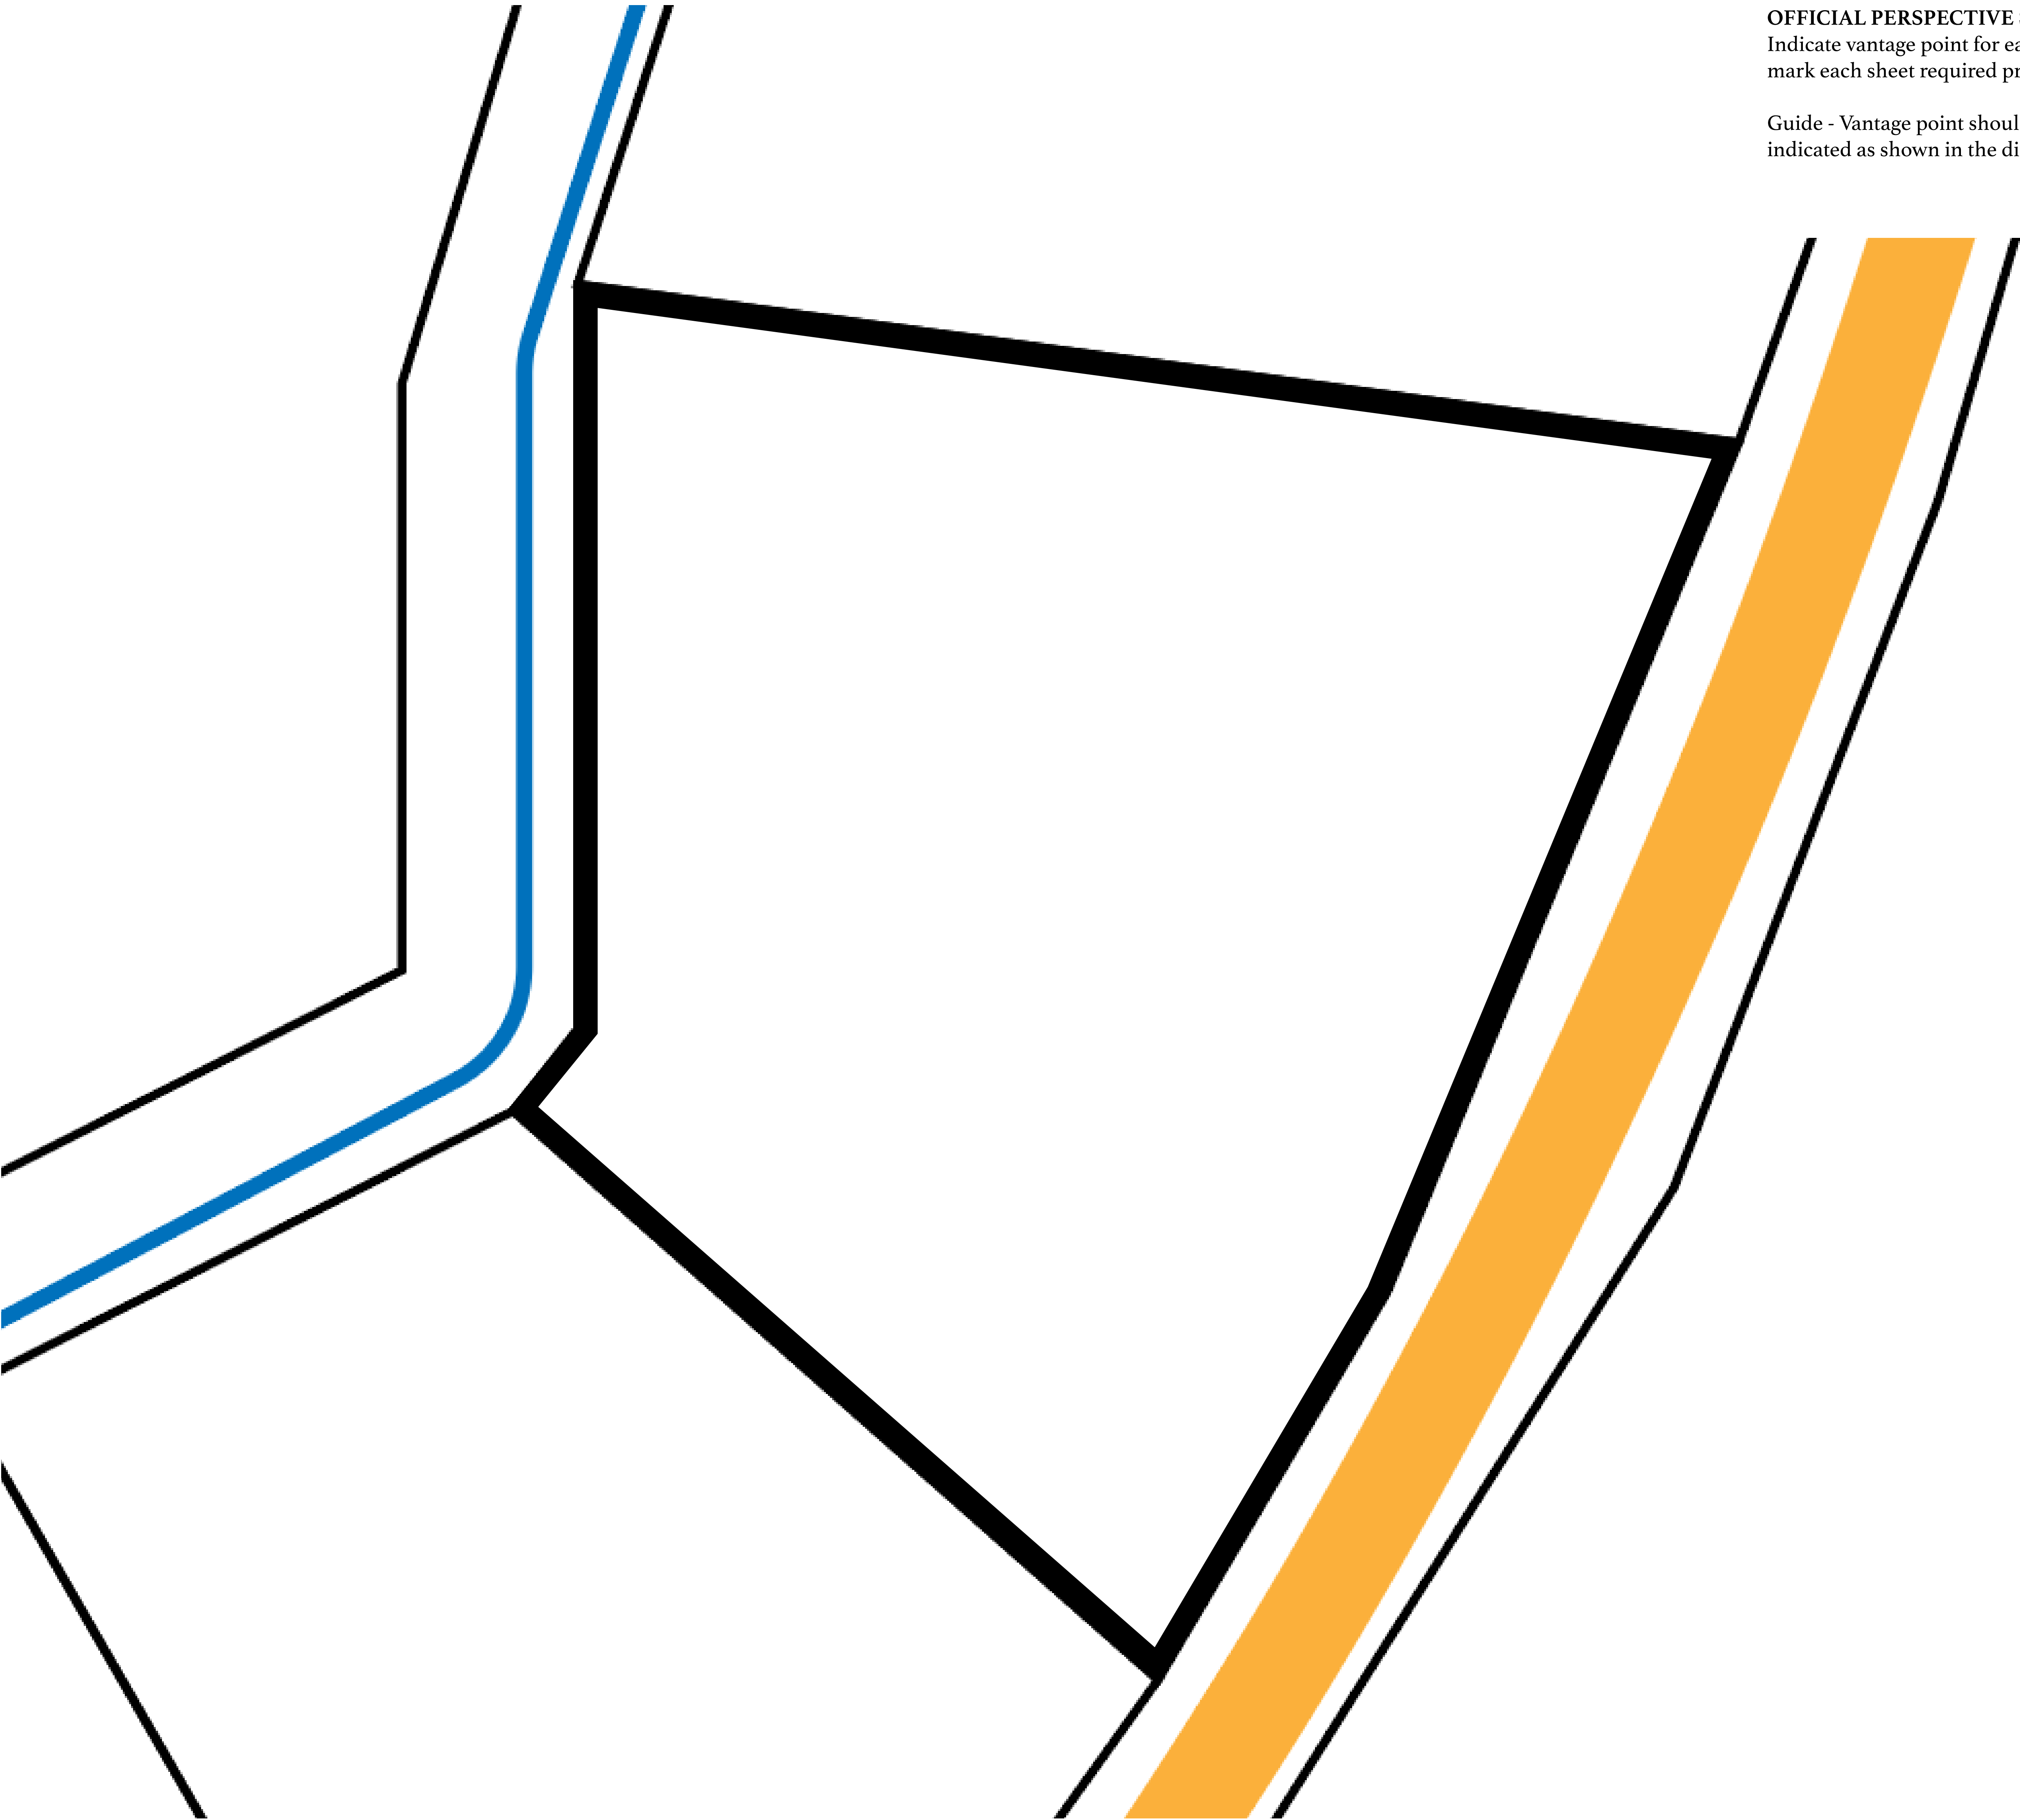 OFFICIAL PERSPECTIVE
Indicate vantage point for
mark each sheet required
Guide - Vantage point
indicated as shown in the